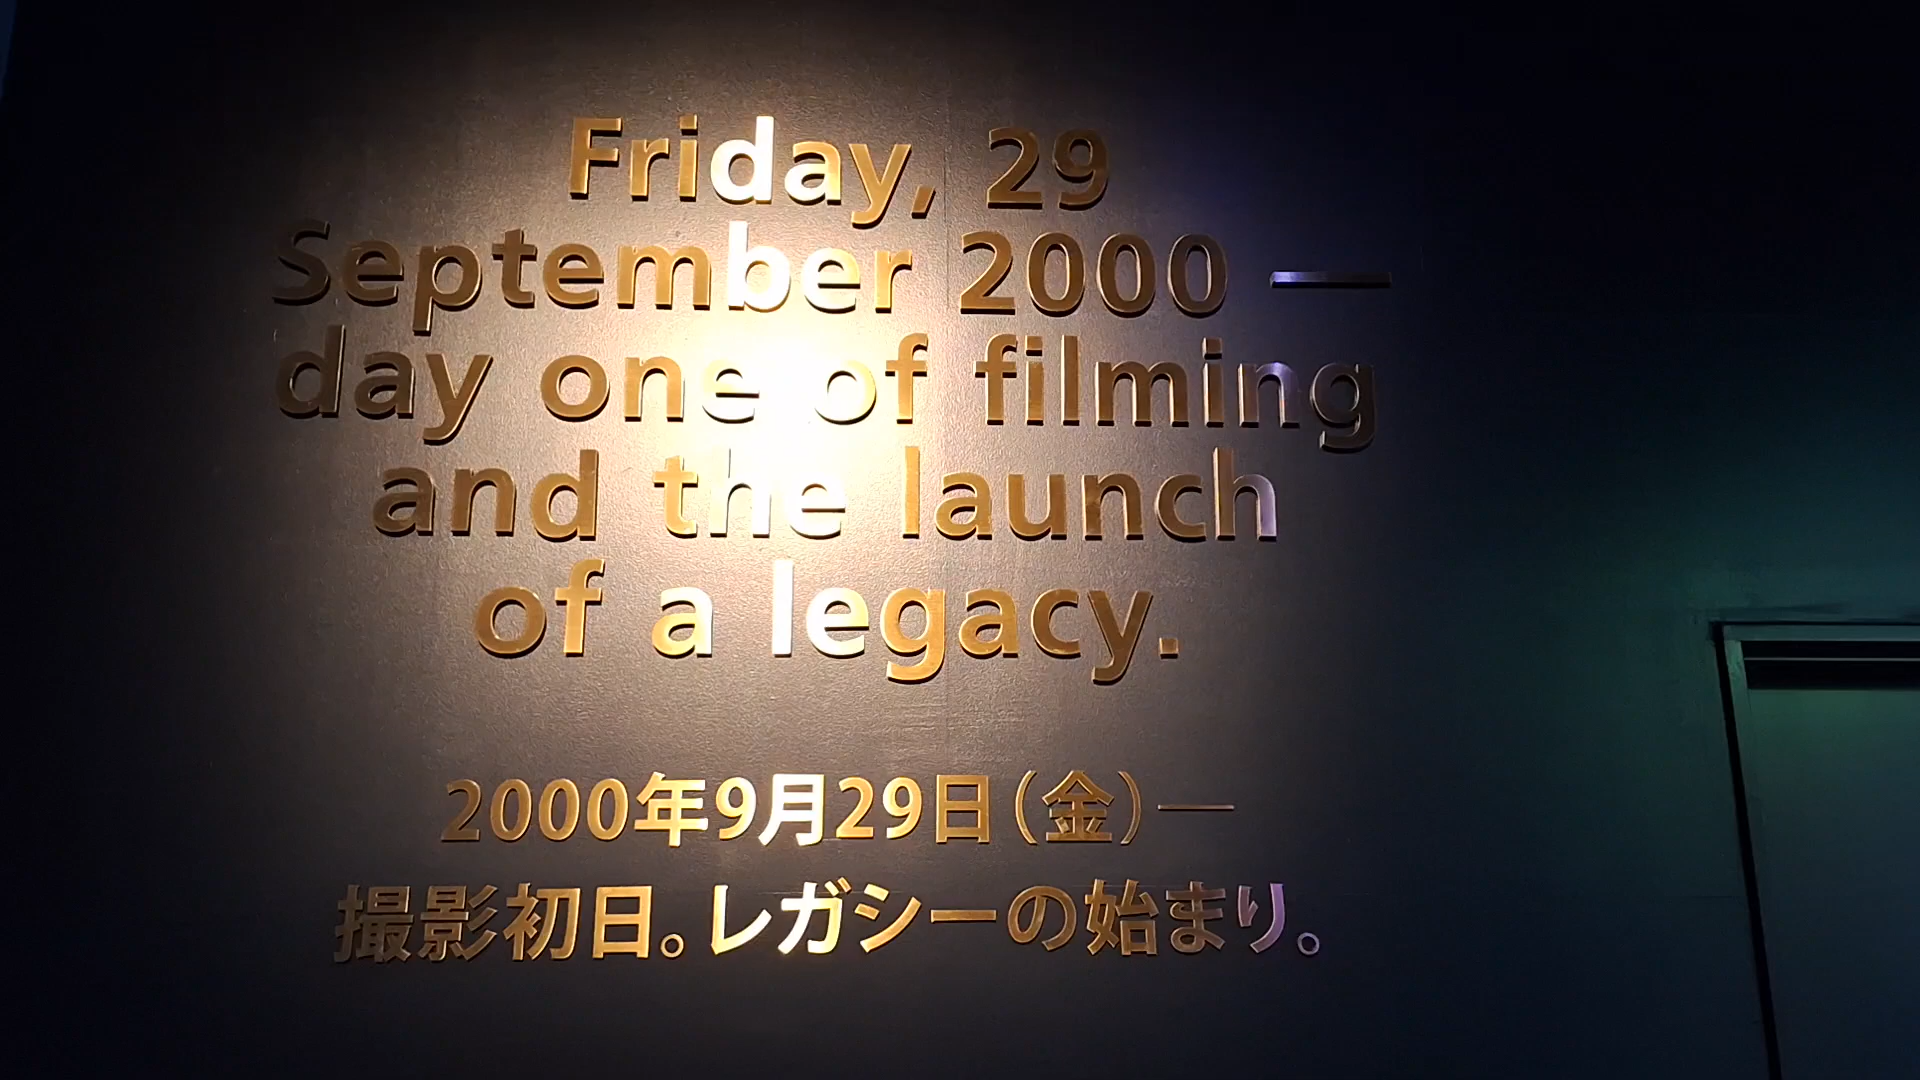 Friday, 29
September 2000 —
day one of filming
and the launch
of a legacy.
2000年9月29日（金）—
撮影初日。レガシーの始まり。